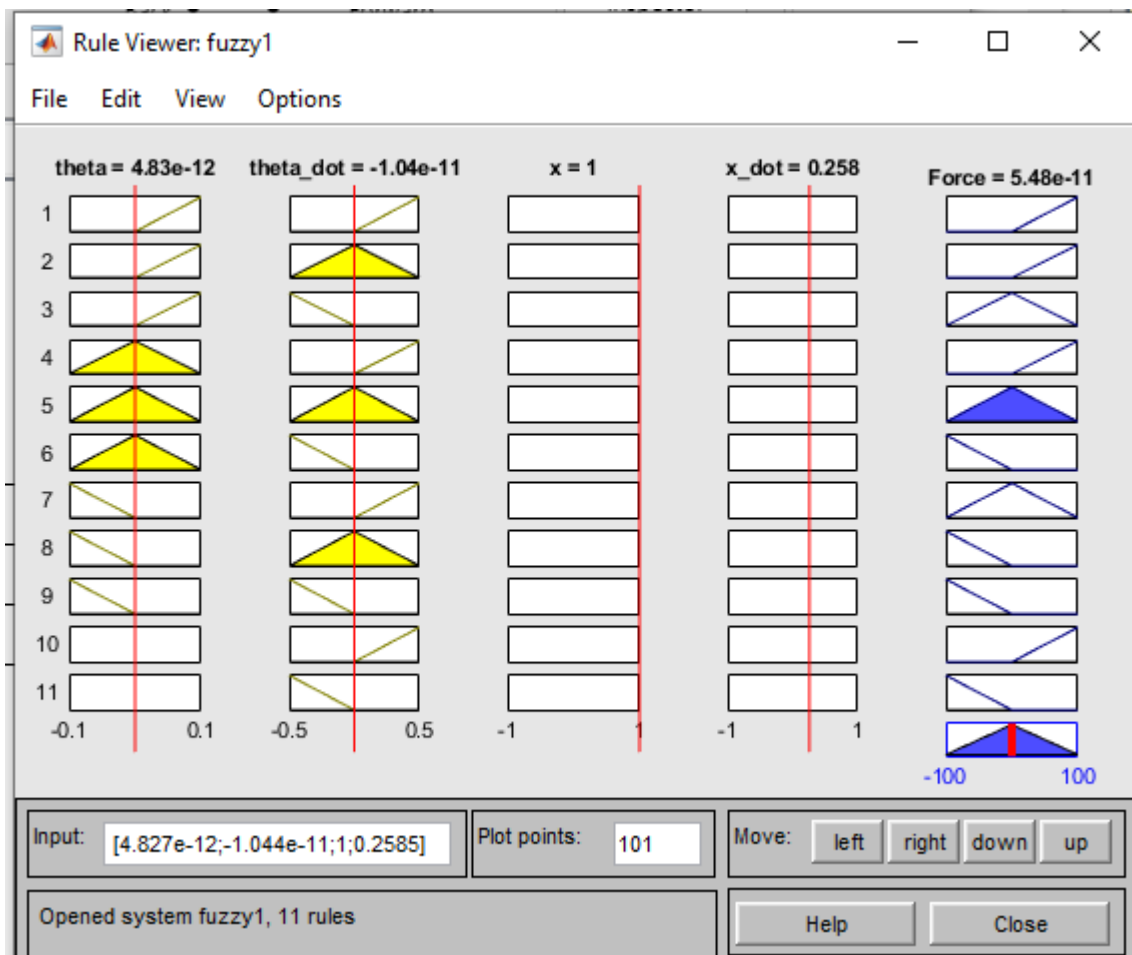 Rule Viewer: fuzzy1
File Edit View Options
theta = 4.83e-12 theta_dot = -1.04e-11 x = 1 x_dot = 0.258 Force = 5.48e-11
1
2
3
4
5
6
7
8
9
10
11
-0.1 0.1 -0.5 0.5 -1 1 -1 1
-100 100
Input: [4.827e-12;-1.044e-11;1;0.2585] Plot points: 101 Move: left right down up
Opened system fuzzy1, 11 rules Help Close